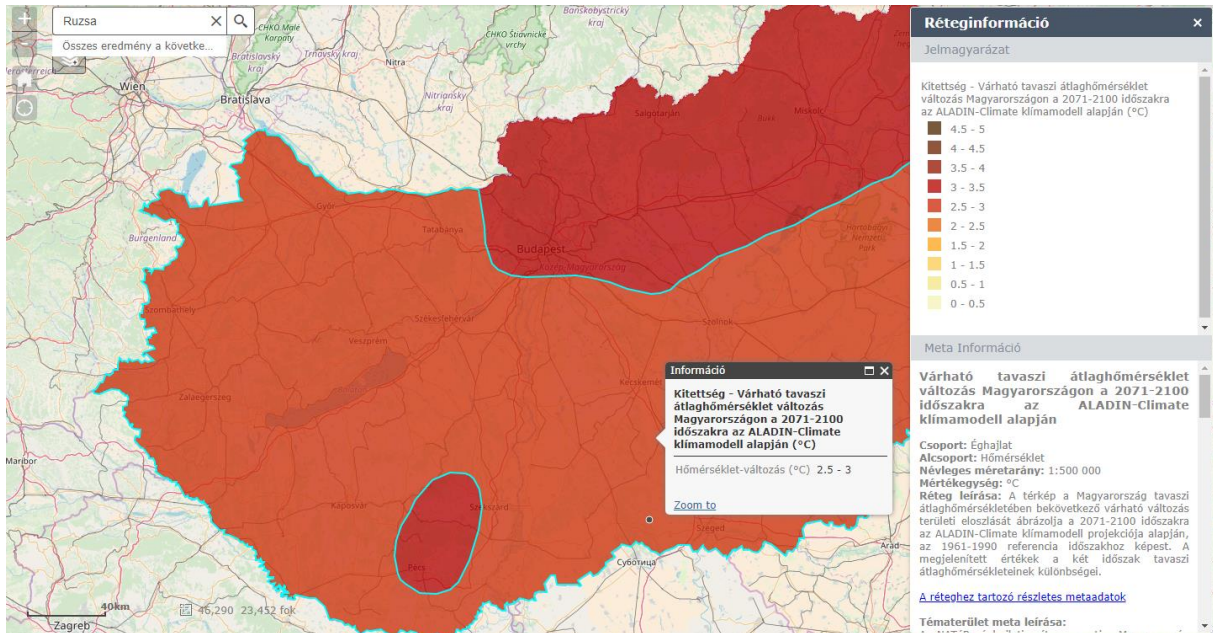 Ruzsa
Összes eredmény a követke...
CHKO Malé
Karpaty
Banskobystrický
kraj
CHKO Štiavnické
vrchy
Bratislavský
kraj
Trnavský kraj
Nitra
Nitriansky
kraj
Wien
Bratislava
Salgótarján
Bükk
Miskolc
Burgenland
Győr
Tatabánya
Budapest
Közép-Magyarország
Hortobágyi
Nemzeti
Park
Szombathely
Székesfehérvár
Veszprém
Szolnok
Zalaegerszeg
Kecskemét
Maribor
Kaposvár
Szekszárd
Pécs
Szeged
Суботица
Arad
Zagreb
40km
46,290 23,452 fok
Információ
Kitettség - Várható tavaszi
átlaghőmérséklet változás
Magyarországon a 2071-2100
időszakra az ALADIN-Climate
klímamodell alapján (°C)
Hőmérséklet-változás (°C) 2.5 - 3
Zoom to
Réteginformáció
Jelmagyarázat
Kitettség - Várható tavaszi átlaghőmérséklet
változás Magyarországon a 2071-2100 időszakra
az ALADIN-Climate klímamodell alapján (°C)
4.5 - 5
4 - 4.5
3.5 - 4
3 - 3.5
2.5 - 3
2 - 2.5
1.5 - 2
1 - 1.5
0.5 - 1
0 - 0.5
Meta Információ
Várható tavaszi átlaghőmérséklet
változás Magyarországon a 2071-2100
időszakra az ALADIN-Climate
klímamodell alapján
Csoport: Éghajlat
Alcsoport: Hőmérséklet
Névleges méretarány: 1:500 000
Mértékegység: °C
Réteg leírása: A térkép a Magyarország tavaszi
átlaghőmérsékletében bekövetkező várható változás
területi eloszlását ábrázolja a 2071-2100 időszakra
az ALADIN-Climate klímamodell projekciója alapján,
az 1961-1990 referencia időszakhoz képest. A
megjelenített értékek a két időszak tavaszi
átlaghőmérsékleteinek különbségei.
A réteghez tartozó részletes metaadatok
Tématerület meta leírása: